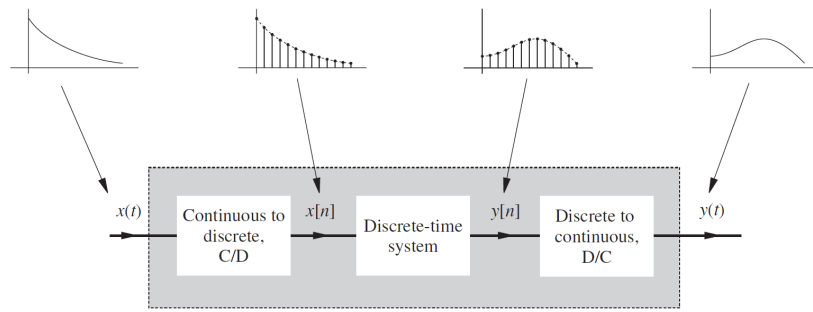 x(t)
Continuous to
discrete,
C/D
x[n]
Discrete-time
system
y[n]
Discrete to
continuous,
D/C
y(t)